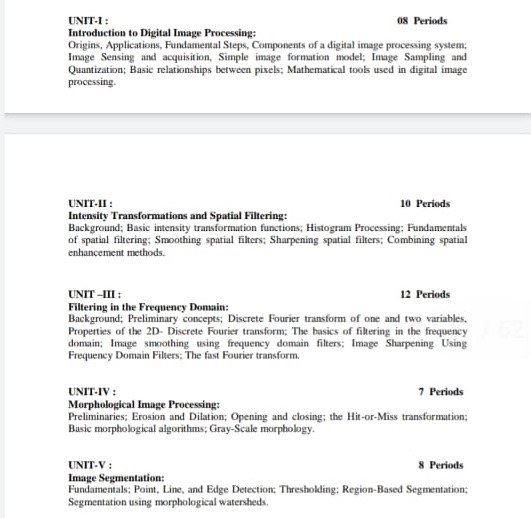 UNIT-I : 08 Periods
Introduction to Digital Image Processing:
Origins, Applications, Fundamental Steps, Components of a digital image processing system;
Image Sensing and acquisition, Simple image formation model; Image Sampling and
Quantization; Basic relationships between pixels; Mathematical tools used in digital image
processing.
UNIT-II : 10 Periods
Intensity Transformations and Spatial Filtering:
Background; Basic intensity transformation functions; Histogram Processing; Fundamentals
of spatial filtering; Smoothing spatial filters; Sharpening spatial filters; Combining spatial
enhancement methods.
UNIT –III : 12 Periods
Filtering in the Frequency Domain:
Background; Preliminary concepts; Discrete Fourier transform of one and two variables,
Properties of the 2D- Discrete Fourier transform; The basics of filtering in the frequency
domain; Image smoothing using frequency domain filters; Image Sharpening Using
Frequency Domain Filters; The fast Fourier transform.
UNIT-IV : 7 Periods
Morphological Image Processing:
Preliminaries; Erosion and Dilation; Opening and closing; the Hit-or-Miss transformation;
Basic morphological algorithms; Gray-Scale morphology.
UNIT-V : 8 Periods
Image Segmentation:
Fundamentals; Point, Line, and Edge Detection; Thresholding; Region-Based Segmentation;
Segmentation using morphological watersheds.